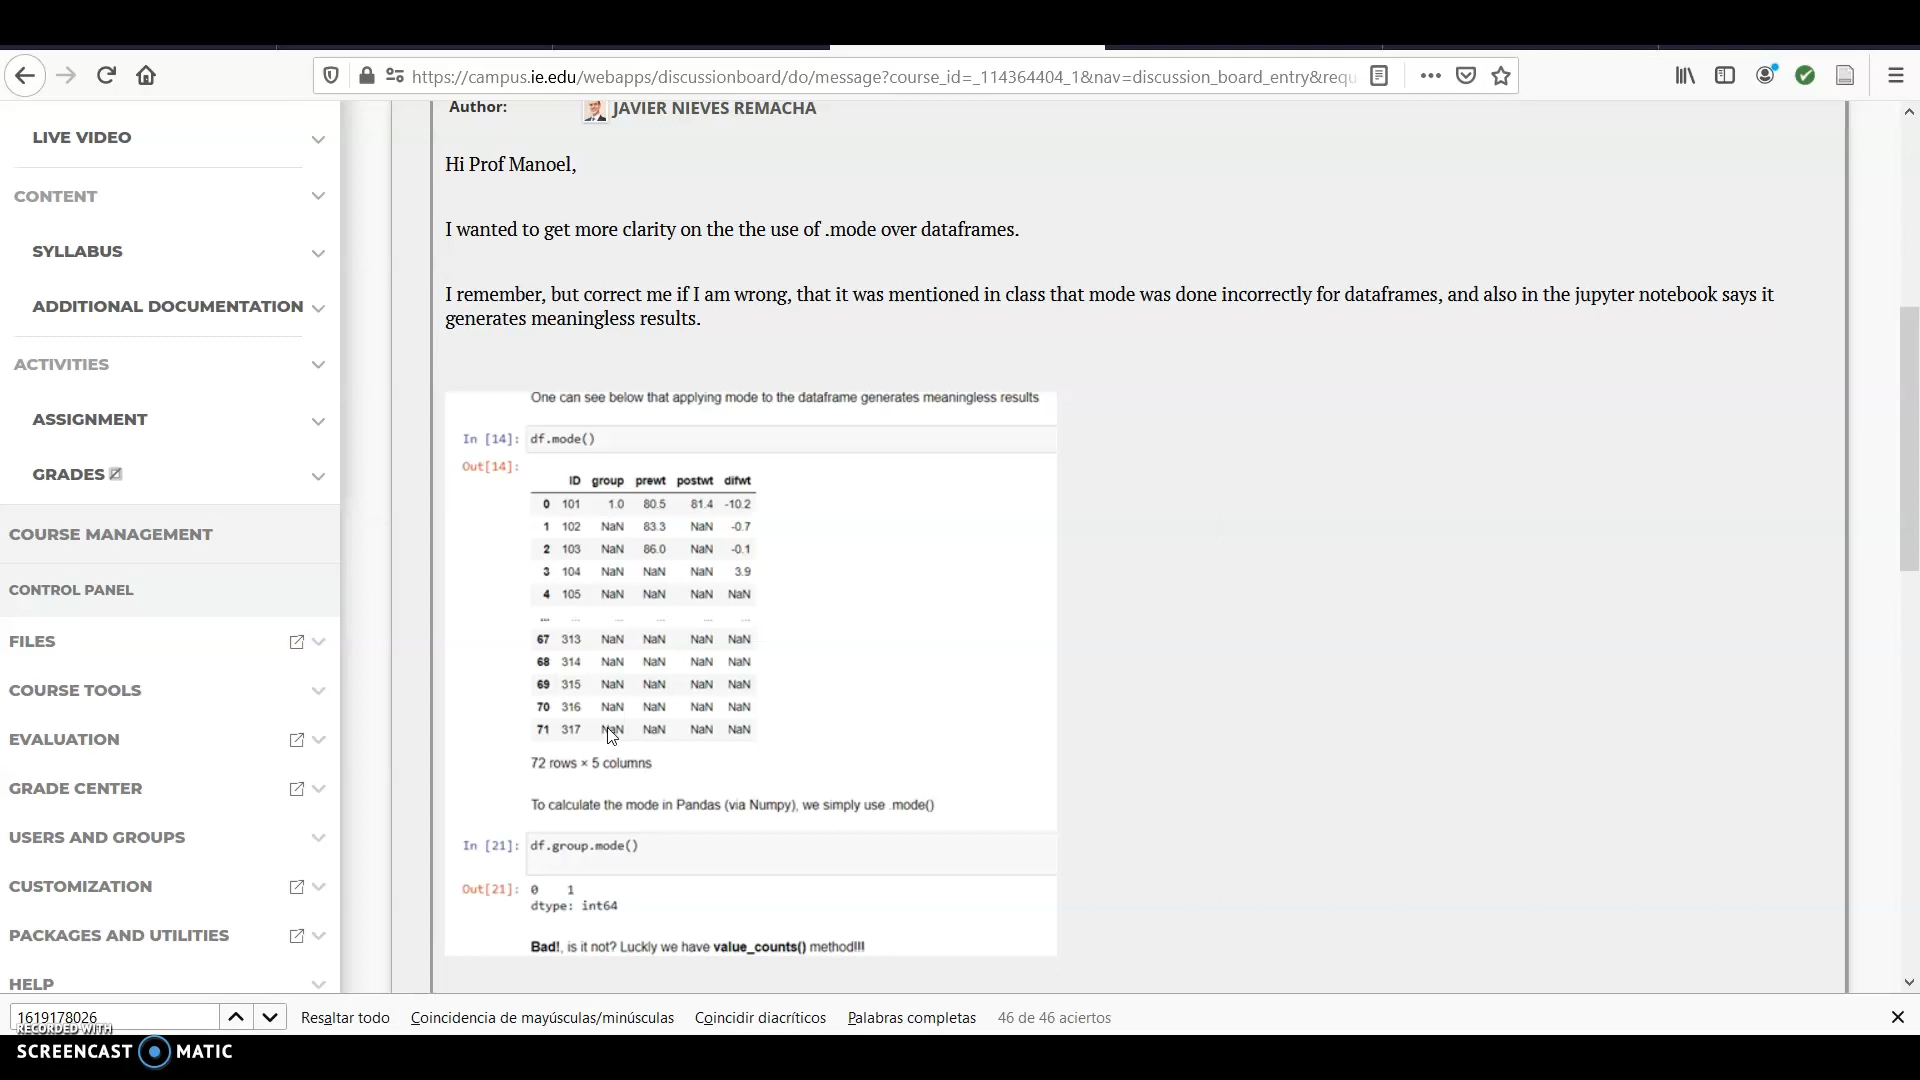 https://campus.ie.edu/webapps/discussionboard/do/message?course_id=_114364404_1&nav=discussion_board_entry&requ
LIVE VIDEO
CONTENT
SYLLABUS
ADDITIONAL DOCUMENTATION
ACTIVITIES
ASSIGNMENT
GRADES
COURSE MANAGEMENT
CONTROL PANEL
FILES
COURSE TOOLS
EVALUATION
GRADE CENTER
USERS AND GROUPS
CUSTOMIZATION
PACKAGES AND UTILITIES
HELP
Author: JAVIER NIEVES REMACHA
Hi Prof Manoel,
I wanted to get more clarity on the the use of .mode over dataframes.
I remember, but correct me if I am wrong, that it was mentioned in class that mode was done incorrectly for dataframes, and also in the jupyter notebook says it
generates meaningless results.
One can see below that applying mode to the dataframe generates meaningless results
In [14]: df.mode()
Out[14]:
ID group prewt postwt difwt
0 101 1.0 80.5 81.4 -10.2
1 102 NaN 83.3 NaN -0.7
2 103 NaN 86.0 NaN -0.1
3 104 NaN NaN NaN 3.9
4 105 NaN NaN NaN NaN
... ... ... ... ... ...
67 313 NaN NaN NaN NaN
68 314 NaN NaN NaN NaN
69 315 NaN NaN NaN NaN
70 316 NaN NaN NaN NaN
71 317 NaN NaN NaN NaN
72 rows × 5 columns
To calculate the mode in Pandas (via Numpy), we simply use .mode()
In [21]: df.group.mode()
Out[21]: 0 1
dtype: int64
Bad!, is it not? Luckly we have value_counts() method!!!
1619178026 Resaltar todo Coincidencia de mayúsculas/minúsculas Coincidir diacríticos Palabras completas 46 de 46 aciertos
RECORDED WITH
SCREENCAST MATIC